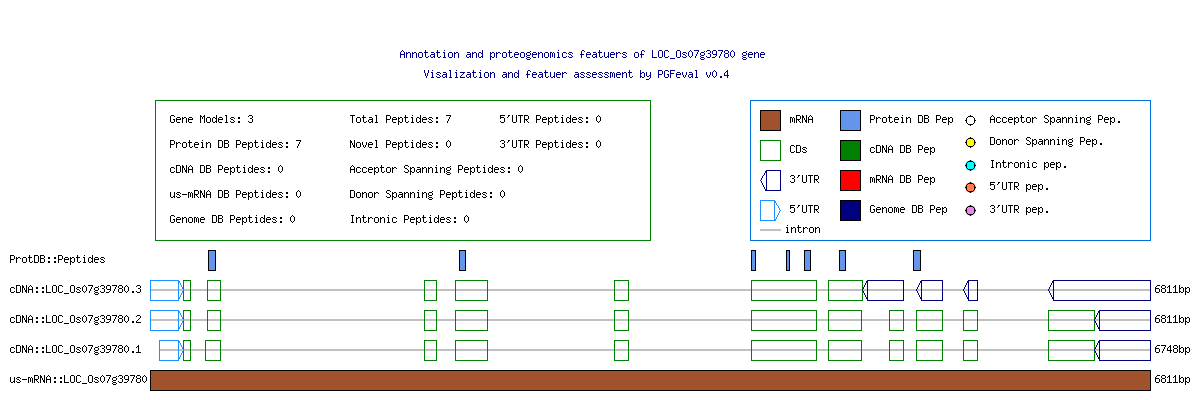 Annotation and proteogenomics featuers of LOC_Os07g39780 gene
Visalization and featuer assessment by PGFeval v0.4
Gene Models: 3 Total Peptides: 7 5'UTR Peptides: 0
Protein DB Peptides: 7 Novel Peptides: 0 3'UTR Peptides: 0
cDNA DB Peptides: 0 Acceptor Spanning Peptides: 0
us-mRNA DB Peptides: 0 Donor Spanning Peptides: 0
Genome DB Peptides: 0 Intronic Peptides: 0
mRNA Protein DB Pep Acceptor Spanning Pep.
CDs cDNA DB Pep Donor Spanning Pep.
3'UTR mRNA DB Pep Intronic pep.
5'UTR Genome DB Pep 5'UTR pep.
intron 3'UTR pep.
ProtDB::Peptides
cDNA::LOC_Os07g39780.3 6811bp
cDNA::LOC_Os07g39780.2 6811bp
cDNA::LOC_Os07g39780.1 6748bp
us-mRNA::LOC_Os07g39780 6811bp